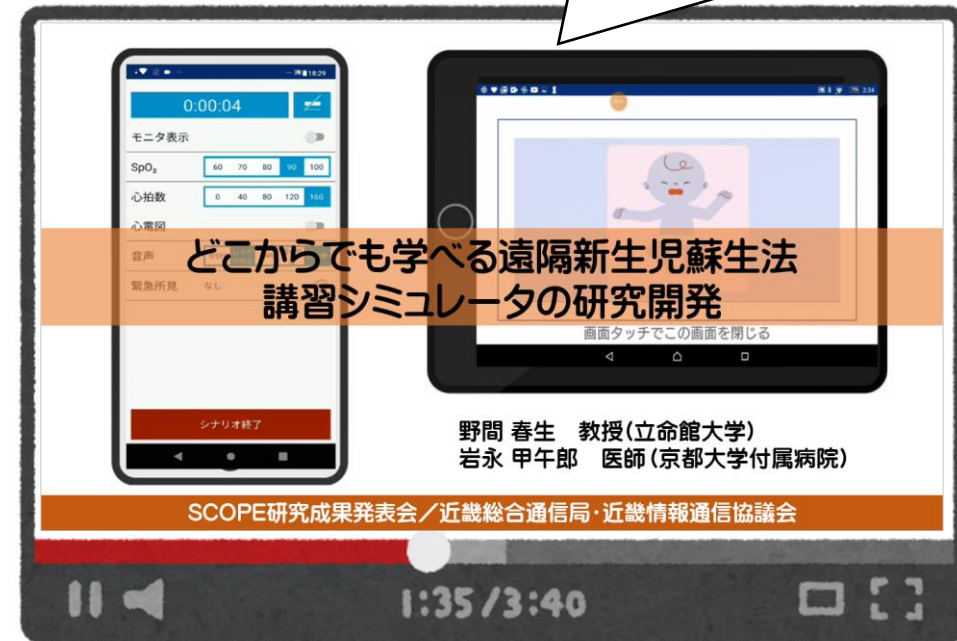 18:29
0:00:04
モニタ表示
SpO₂ 60 70 80 90 100
心拍数 0 40 80 120 160
心電図
音声
緊急所見 なし
シナリオ終了
2:34
どこからでも学べる遠隔新生児蘇生法
講習シミュレータの研究開発
画面タッチでこの画面を閉じる
野間 春生 教授(立命館大学)
岩永 甲午郎 医師(京都大学付属病院)
SCOPE研究成果発表会/近畿総合通信局・近畿情報通信協議会
1:35/3:40